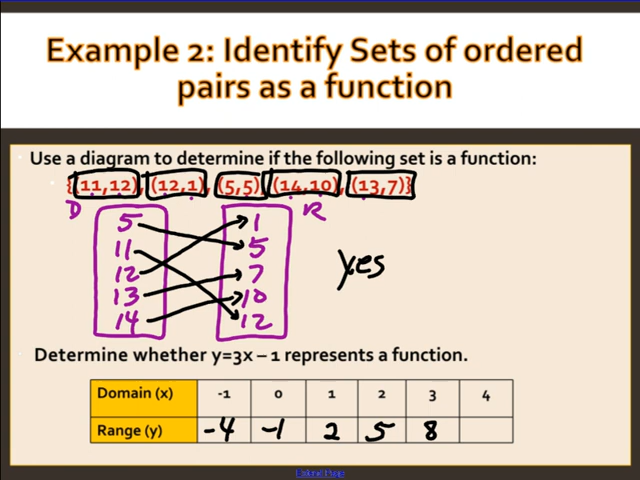 Example 2: Identify Sets of ordered
pairs as a function
Use a diagram to determine if the following set is a function:
{(11,12), (12,1), (5,5), (14,10), (13,7)}
D R
5 1
11 5
12 7
13 10
14 12
yes
Determine whether y=3x – 1 represents a function.
Domain (x) -1 0 1 2 3 4
Range (y) -4 -1 2 5 8